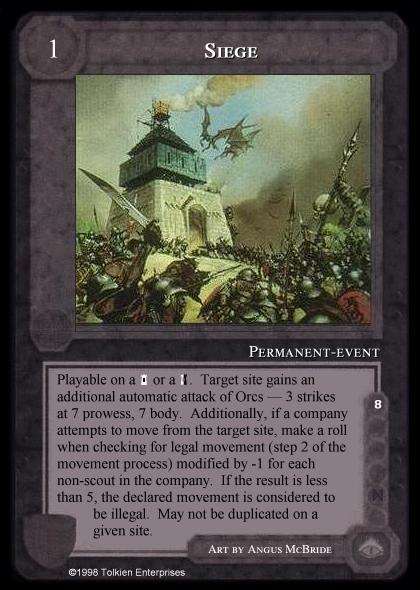 1
SIEGE
PERMANENT-EVENT
Playable on a or a . Target site gains an
additional automatic attack of Orcs — 3 strikes
at 7 prowess, 7 body. Additionally, if a company
8
attempts to move from the target site, make a roll
when checking for legal movement (step 2 of the
movement process) modified by -1 for each
non-scout in the company. If the result is less
than 5, the declared movement is considered to
be illegal. May not be duplicated on a
given site.
ART BY ANGUS MCBRIDE
©1998 Tolkien Enterprises